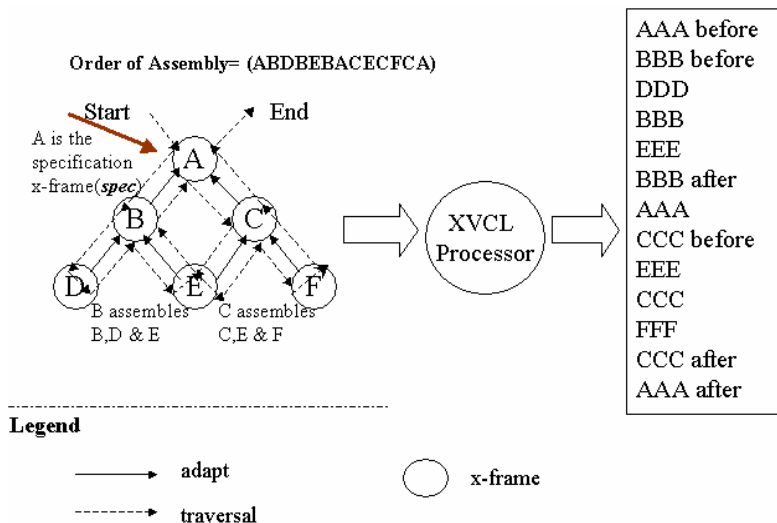 Order of Assembly= (ABDBEBACECFCA)
Start
End
A is the
specification
x-frame(spec)
A
B
C
D
E
F
B assembles
B,D & E
C assembles
C,E & F
XVCL
Processor
AAA before
BBB before
DDD
BBB
EEE
BBB after
AAA
CCC before
EEE
CCC
FFF
CCC after
AAA after
Legend
adapt
x-frame
traversal